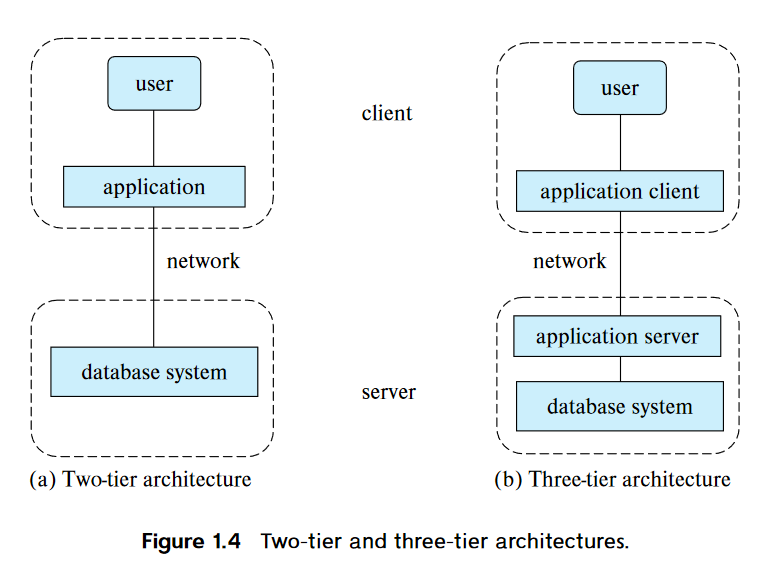 user
application
network
database system
(a) Two-tier architecture
client
server
user
application client
network
application server
database system
(b) Three-tier architecture
Figure 1.4 Two-tier and three-tier architectures.